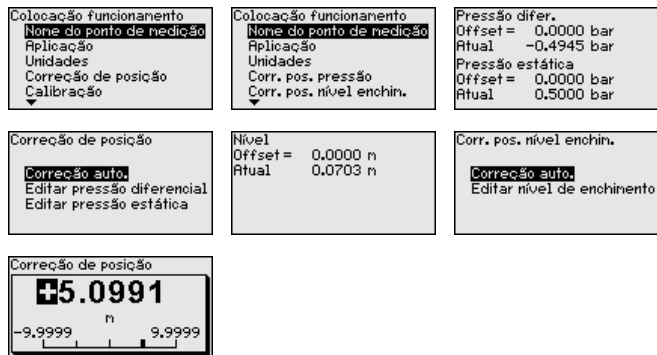 Colocação funcionamento
Nome do ponto de medição
Aplicação
Unidades
Correção de posição
Calibração
Colocação funcionamento
Nome do ponto de medição
Aplicação
Unidades
Corr. pos. pressão
Corr. pos. nível enchin.
Pressão difer.
Offset = 0.0000 bar
Atual -0.4945 bar
Pressão estática
Offset = 0.0000 bar
Atual 0.5000 bar
Correção de posição
Correção auto.
Editar pressão diferencial
Editar pressão estática
Nível
Offset = 0.0000 m
Atual 0.0703 m
Corr. pos. nível enchin.
Correção auto.
Editar nível de enchimento
Correção de posição
+5.0991
m
-9.9999 9.9999